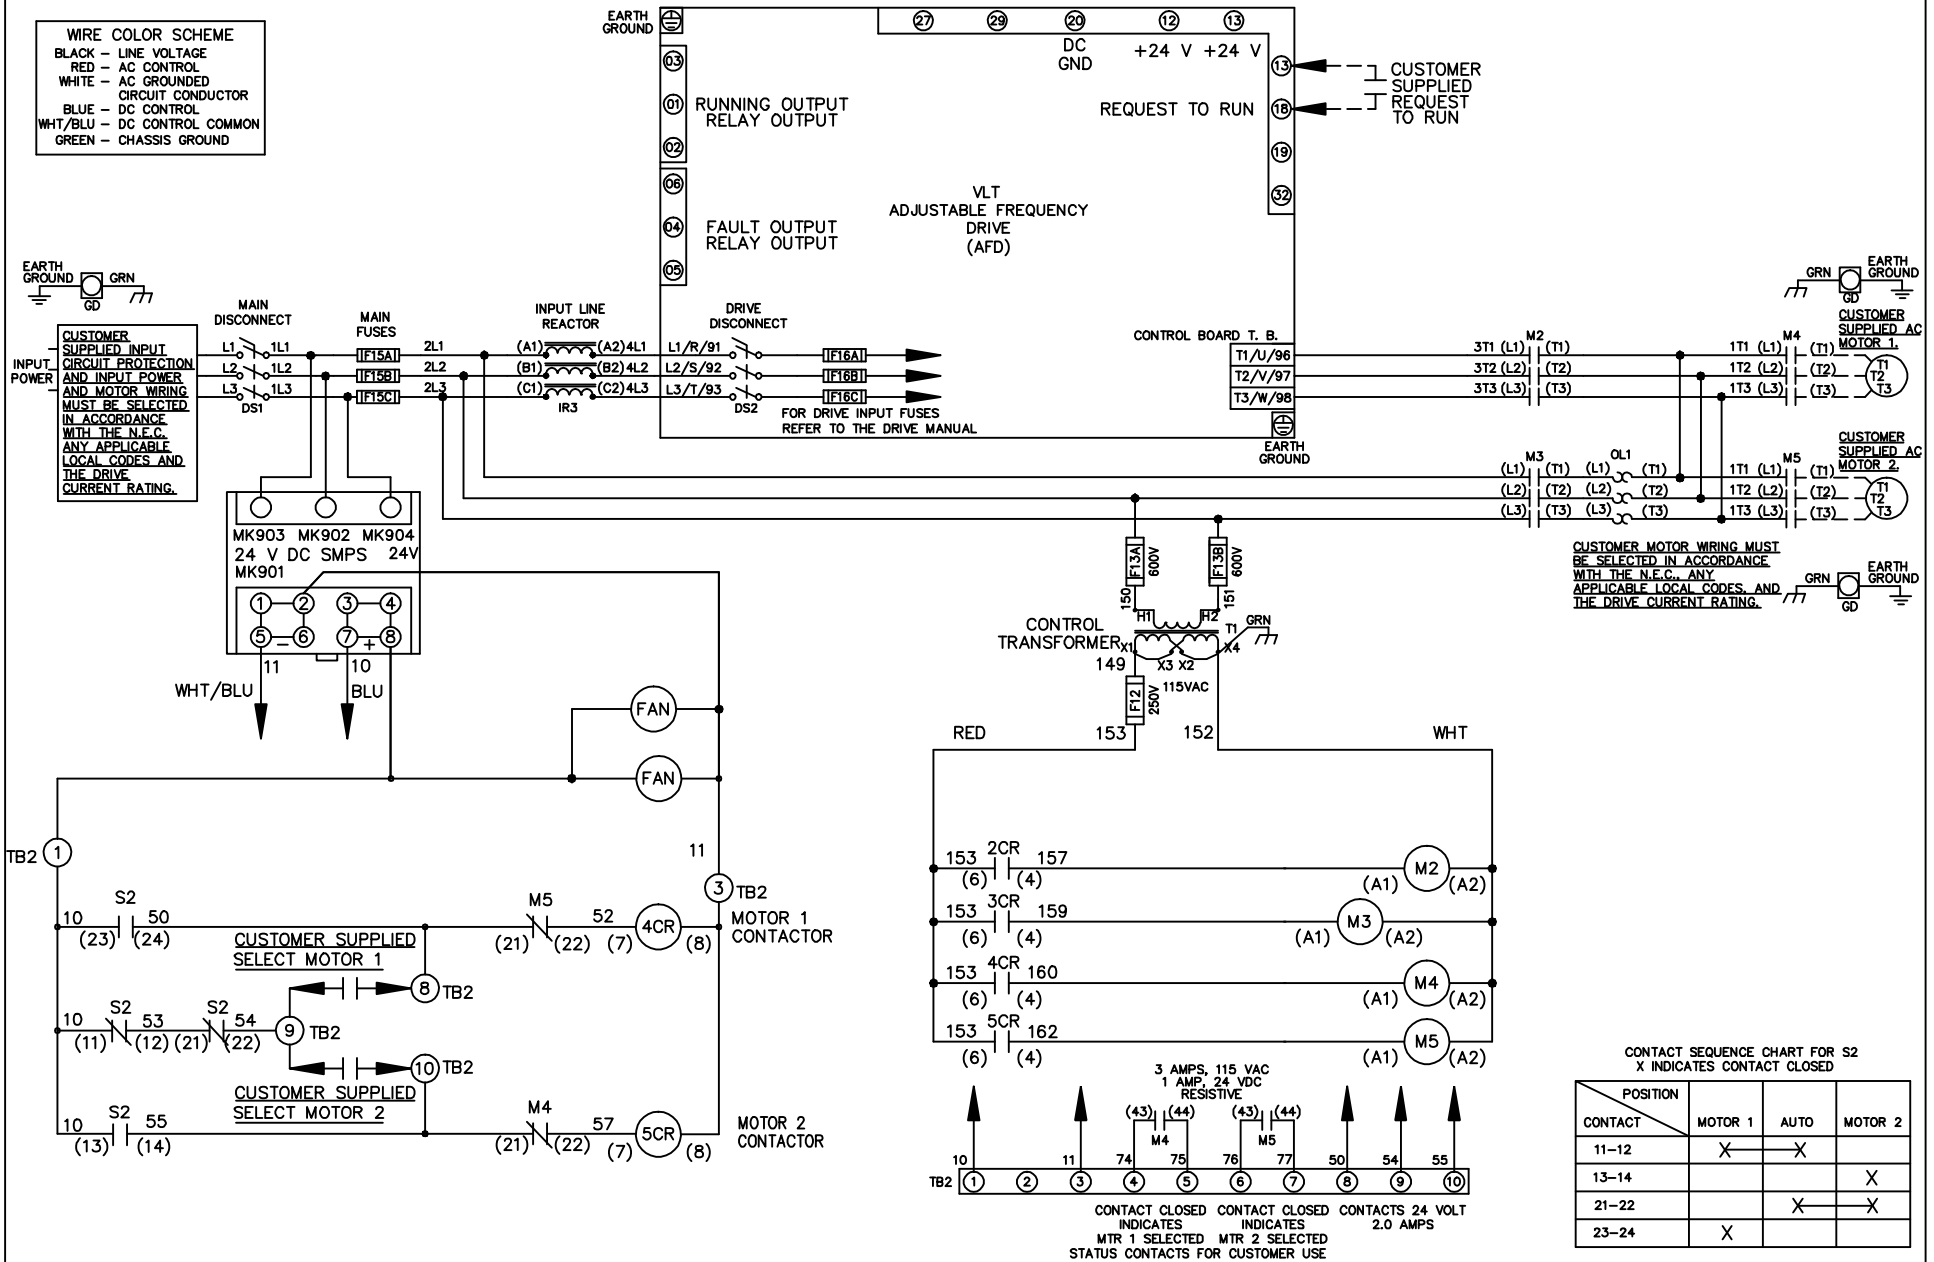 WIRE COLOR SCHEME
BLACK – LINE VOLTAGE
RED – AC CONTROL
WHITE – AC GROUNDED
CIRCUIT CONDUCTOR
BLUE – DC CONTROL
WHT/BLU – DC CONTROL COMMON
GREEN – CHASSIS GROUND
EARTH
GROUND
27 29 20 12 13
DC
GND
+24 V +24 V
03
01
02
RUNNING OUTPUT
RELAY OUTPUT
06
04
05
FAULT OUTPUT
RELAY OUTPUT
VLT
ADJUSTABLE FREQUENCY
DRIVE
(AFD)
13
REQUEST TO RUN 18
19
32
CUSTOMER
SUPPLIED
REQUEST
TO RUN
EARTH
GROUND
GRN
GD
INPUT
POWER
CUSTOMER
SUPPLIED INPUT
CIRCUIT PROTECTION
AND INPUT POWER
AND MOTOR WIRING
MUST BE SELECTED
IN ACCORDANCE
WITH THE N.E.C.
ANY APPLICABLE
LOCAL CODES AND
THE DRIVE
CURRENT RATING.
MAIN
DISCONNECT
L1 1L1
L2 1L2
L3 1L3
DS1
MAIN
FUSES
F15A 2L1
F15B 2L2
F15C 2L3
INPUT LINE
REACTOR
(A1) (A2) 4L1
(B1) (B2) 4L2
(C1) (C2) 4L3
IR3
DRIVE
DISCONNECT
L1/R/91
L2/S/92
L3/T/93
DS2
F16A
F16B
F16C
FOR DRIVE INPUT FUSES
REFER TO THE DRIVE MANUAL
CONTROL BOARD T. B.
T1/U/96
T2/V/97
T3/W/98
EARTH
GROUND
M2
3T1 (L1) (T1)
3T2 (L2) (T2)
3T3 (L3) (T3)
M4
1T1 (L1) (T1)
1T2 (L2) (T2)
1T3 (L3) (T3)
T1
T2
T3
GRN
GD
EARTH
GROUND
CUSTOMER
SUPPLIED AC
MOTOR 1.
M3 OL1
(L1) (T1) (L1) (T1)
(L2) (T2) (L2) (T2)
(L3) (T3) (L3) (T3)
M5
1T1 (L1) (T1)
1T2 (L2) (T2)
1T3 (L3) (T3)
T1
T2
T3
CUSTOMER
SUPPLIED AC
MOTOR 2.
CUSTOMER MOTOR WIRING MUST
BE SELECTED IN ACCORDANCE
WITH THE N.E.C., ANY
APPLICABLE LOCAL CODES, AND
THE DRIVE CURRENT RATING.
GRN
GD
EARTH
GROUND
MK903 MK902 MK904
24 V DC SMPS 24V
MK901
1 2 3 4
5 – 6 7 + 8
11 10
WHT/BLU BLU
FAN
FAN
TB2 1
11
3 TB2
S2
10 50
(23) (24)
M5
(21) (22)
52
(7) 4CR (8)
MOTOR 1
CONTACTOR
CUSTOMER SUPPLIED
SELECT MOTOR 1
8 TB2
S2 S2
10 53 54
(11) (12) (21) (22)
9 TB2
10 TB2
CUSTOMER SUPPLIED
SELECT MOTOR 2
S2
10 55
(13) (14)
M4
(21) (22)
57
(7) 5CR (8)
MOTOR 2
CONTACTOR
F13A 600V
F13B 600V
150 151
H1 H2
CONTROL
TRANSFORMER
T1 GRN
X1 X3 X2 X4
149
115VAC
F12 250V
153 152
RED WHT
2CR
153 157
(6) (4)
M2
(A1) (A2)
3CR
153 159
(6) (4)
M3
(A1) (A2)
4CR
153 160
(6) (4)
M4
(A1) (A2)
5CR
153 162
(6) (4)
M5
(A1) (A2)
3 AMPS, 115 VAC
1 AMP, 24 VDC
RESISTIVE
(43) (44) (43) (44)
M4 M5
10 11 74 75 76 77 50 54 55
TB2 1 2 3 4 5 6 7 8 9 10
CONTACT CLOSED
INDICATES
MTR 1 SELECTED
CONTACT CLOSED
INDICATES
MTR 2 SELECTED
CONTACTS 24 VOLT
2.0 AMPS
STATUS CONTACTS FOR CUSTOMER USE
CONTACT SEQUENCE CHART FOR S2
X INDICATES CONTACT CLOSED
POSITION
CONTACT MOTOR 1 AUTO MOTOR 2
11–12 X X
13–14 X
21–22 X X
23–24 X